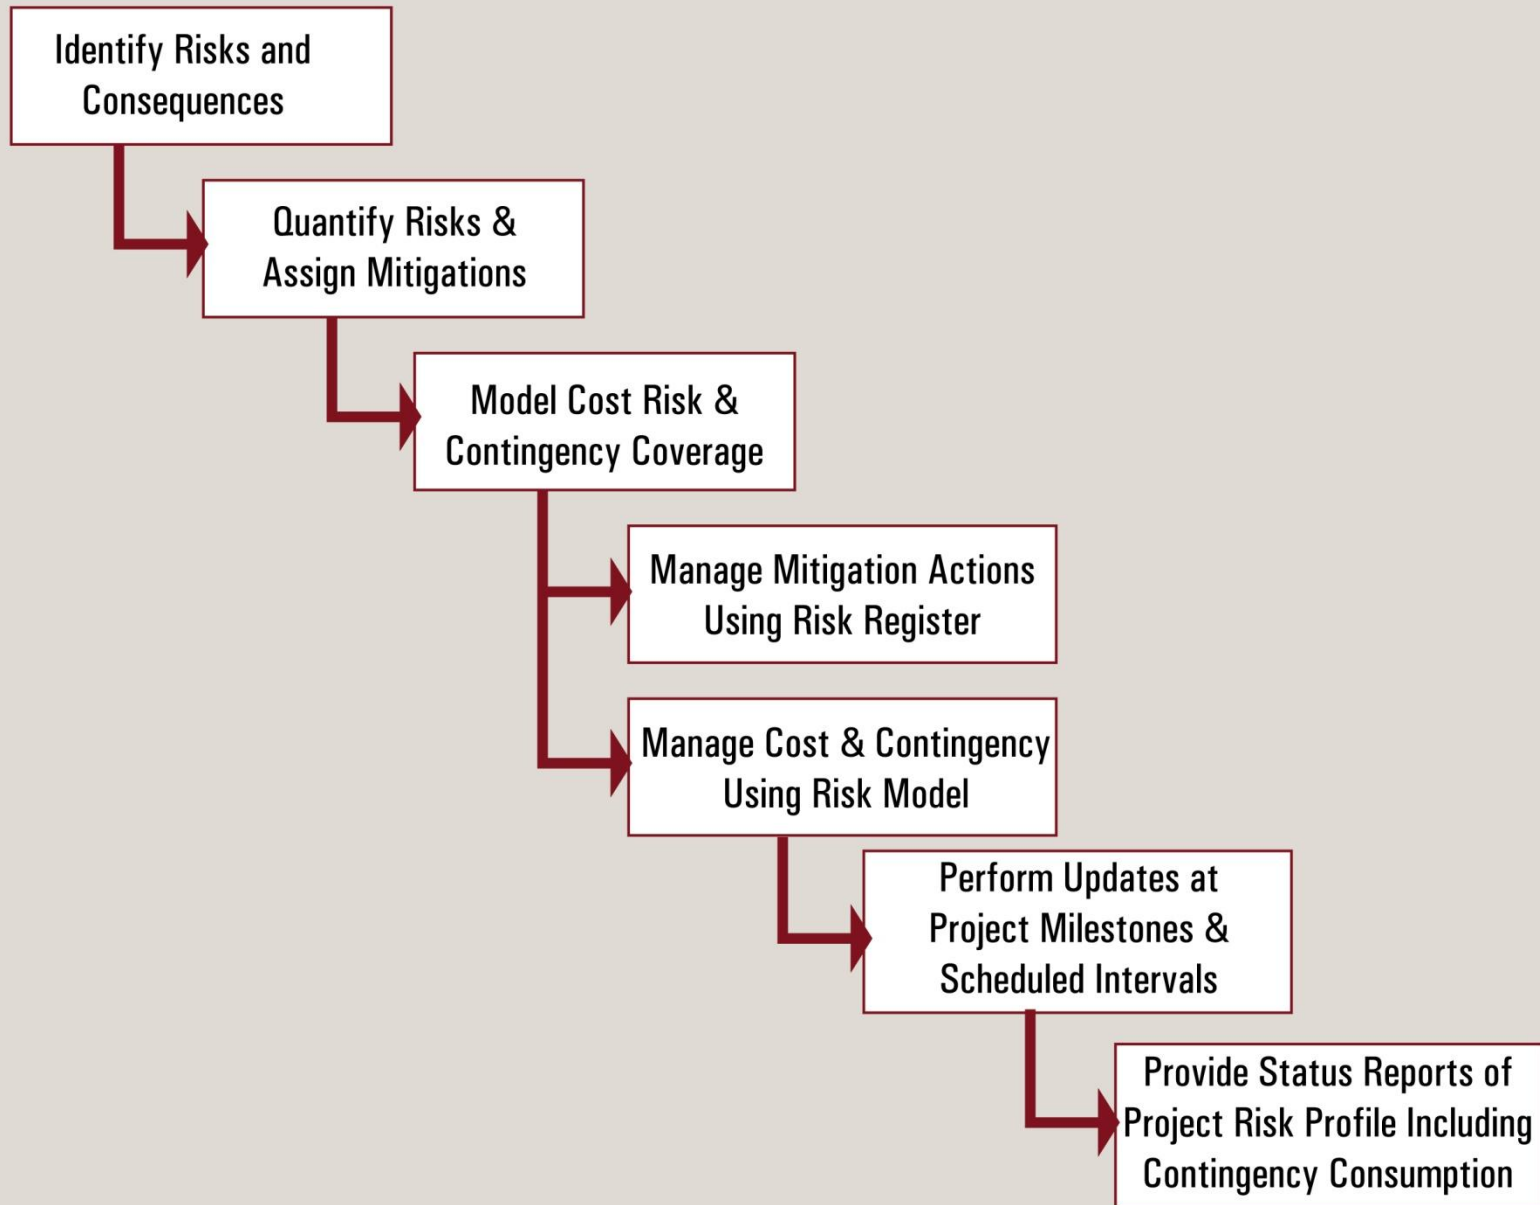 Identify Risks and
Consequences
Quantify Risks &
Assign Mitigations
Model Cost Risk &
Contingency Coverage
Manage Mitigation Actions
Using Risk Register
Manage Cost & Contingency
Using Risk Model
Perform Updates at
Project Milestones &
Scheduled Intervals
Provide Status Reports of
Project Risk Profile Including
Contingency Consumption